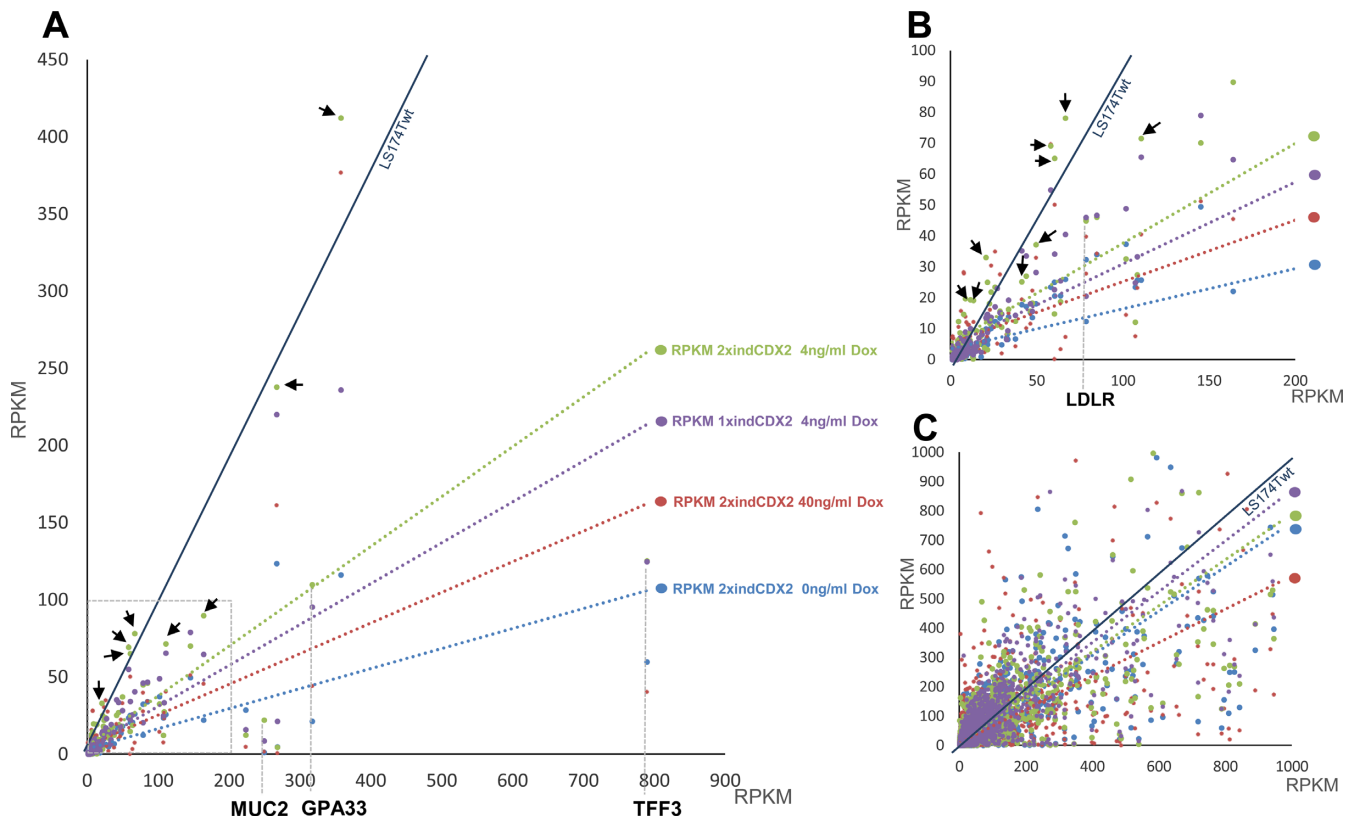 A
450
400
350
300
250
200
150
100
50
0
RPKM
0 100 200 300 400 500 600 700 800 900
RPKM
LS174Twt
RPKM 2xindCDX2 4ng/ml Dox
RPKM 1xindCDX2 4ng/ml Dox
RPKM 2xindCDX2 40ng/ml Dox
RPKM 2xindCDX2 0ng/ml Dox
MUC2 GPA33 TFF3
B
100
90
80
70
60
50
40
30
20
10
0
RPKM
0 50 100 150 200
LDLR
RPKM
LS174Twt
C
1000
900
800
700
600
500
400
300
200
100
0
RPKM
0 200 400 600 800 1000
RPKM
LS174Twt